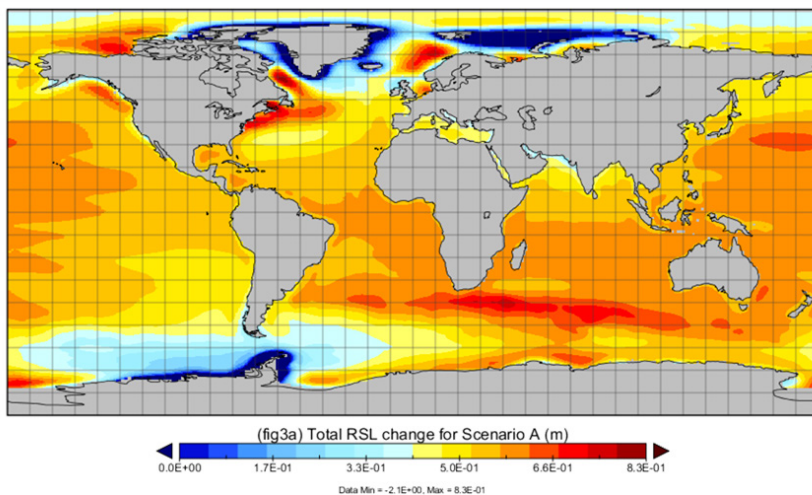 (fig3a) Total RSL change for Scenario A (m)
0.0E+00 1.7E-01 3.3E-01 5.0E-01 6.6E-01 8.3E-01
Data Min = -2.1E+00, Max = 8.3E-01